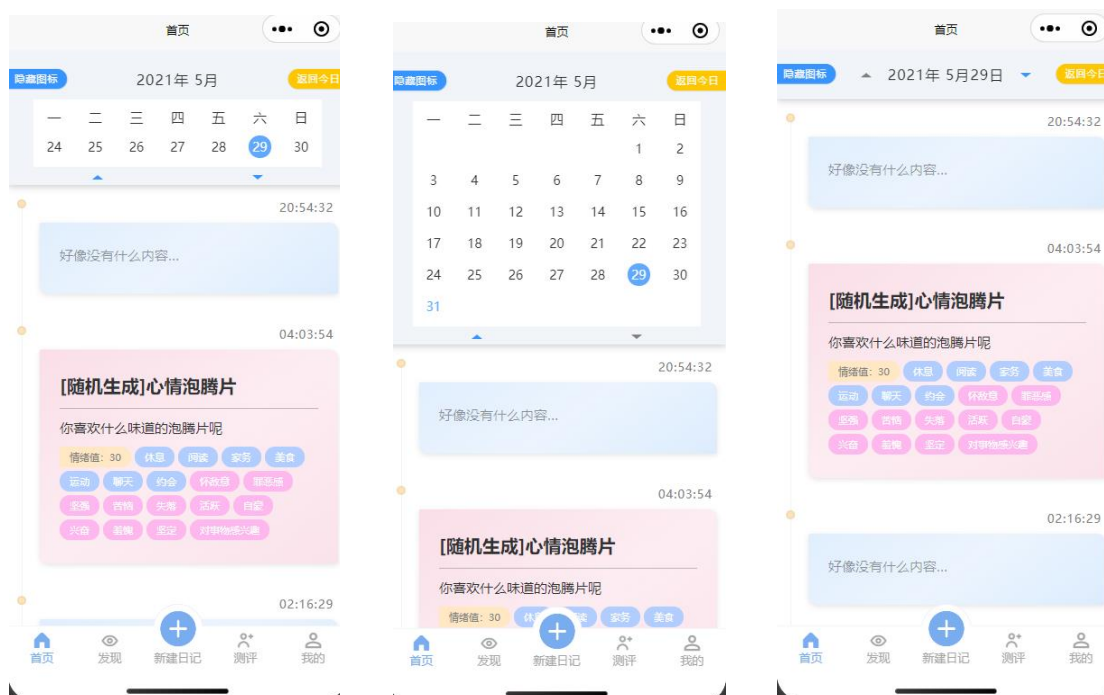 首页
隐藏图标
2021年 5月
返回今日
一 二 三 四 五 六 日
24 25 26 27 28 29 30
20:54:32
好像没有什么内容...
04:03:54
[随机生成]心情泡腾片
你喜欢什么味道的泡腾片呢
情绪值: 30 休息 阅读 家务 美食
运动 聊天 约会 怀敌意 罪恶感
坚强 苦恼 失落 活跃 自豪
兴奋 羞愧 坚定 对事物感兴趣
02:16:29
首页 发现 新建日记 测评 我的
首页
隐藏图标
2021年 5月
返回今日
一 二 三 四 五 六 日
1 2
3 4 5 6 7 8 9
10 11 12 13 14 15 16
17 18 19 20 21 22 23
24 25 26 27 28 29 30
31
20:54:32
好像没有什么内容...
04:03:54
[随机生成]心情泡腾片
你喜欢什么味道的泡腾片呢
情绪值: 30 家务 美食
首页 发现 新建日记 测评 我的
首页
隐藏图标
2021年 5月29日
返回今日
20:54:32
好像没有什么内容...
04:03:54
[随机生成]心情泡腾片
你喜欢什么味道的泡腾片呢
情绪值: 30 休息 阅读 家务 美食
运动 聊天 约会 怀敌意 罪恶感
坚强 苦恼 失落 活跃 自豪
兴奋 羞愧 坚定 对事物感兴趣
02:16:29
好像没有什么内容...
首页 发现 新建日记 测评 我的